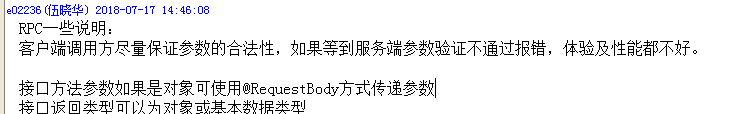 e02236(伍晓华) 2018-07-17 14:46:08
RPC一些说明：
客户端调用方尽量保证参数的合法性，如果等到服务端参数验证不通过报错，体验及性能都不好。
接口方法参数如果是对象可使用@RequestBody方式传递参数
接口返回类型可以为对象或基本数据类型